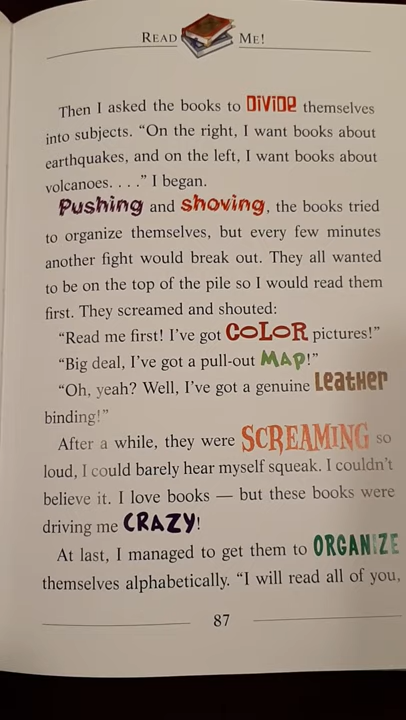 READ ME!
Then I asked the books to DiViDe themselves
into subjects. “On the right, I want books about
earthquakes, and on the left, I want books about
volcanoes. . . .” I began.
Pushing and shoving, the books tried
to organize themselves, but every few minutes
another fight would break out. They all wanted
to be on the top of the pile so I would read them
first. They screamed and shouted:
“Read me first! I’ve got COLOR pictures!”
“Big deal, I’ve got a pull-out MAP!”
“Oh, yeah? Well, I’ve got a genuine LeatHeR
binding!”
After a while, they were SCREAMING so
loud, I could barely hear myself squeak. I couldn’t
believe it. I love books — but these books were
driving me CRAZY!
At last, I managed to get them to ORGANIZE
themselves alphabetically. “I will read all of you,
87